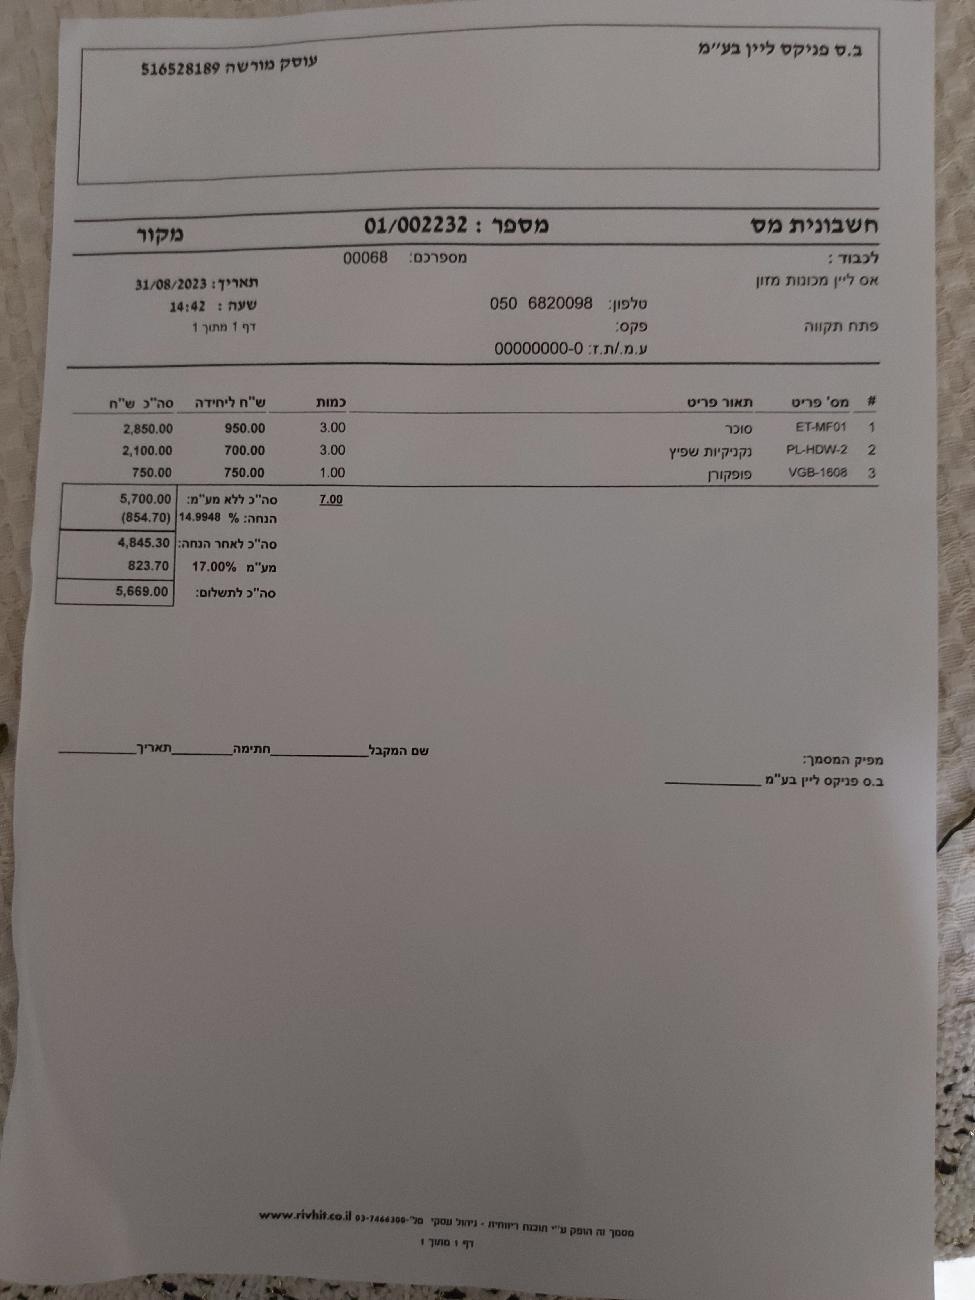 ב.ס פניקס ליין בע"מ
עוסק מורשה 516528189
חשבונית מס מספר : 01/002232 מקור
לכבוד : מספרכם: 00068
אס ליין מכונות מזון תאריך: 31/08/2023
טלפון: 050 6820098 שעה : 14:42
פתח תקווה פקס: דף 1 מתוך 1
ע.מ./ת.ז: 00000000-0
# מס' פריט תאור פריט כמות ש"ח ליחידה סה"כ ש"ח
1 ET-MF01 סוכר 3.00 950.00 2,850.00
2 PL-HDW-2 נקניקיות שפיץ 3.00 700.00 2,100.00
3 VGB-1608 פופקורן 1.00 750.00 750.00
7.00 סה"כ ללא מע"מ: 5,700.00
הנחה: % 14.9948 (854.70)
סה"כ לאחר הנחה: 4,845.30
מע"מ 17.00% 823.70
סה"כ לתשלום: 5,669.00
שם המקבל____________חתימה________תאריך__________
מפיק המסמך:
ב.ס פניקס ליין בע"מ ____________
מסמך זה הופק ע"י תוכנת ריווחית - ניהול עסקי טל'-03-7466300 www.rivhit.co.il
דף 1 מתוך 1